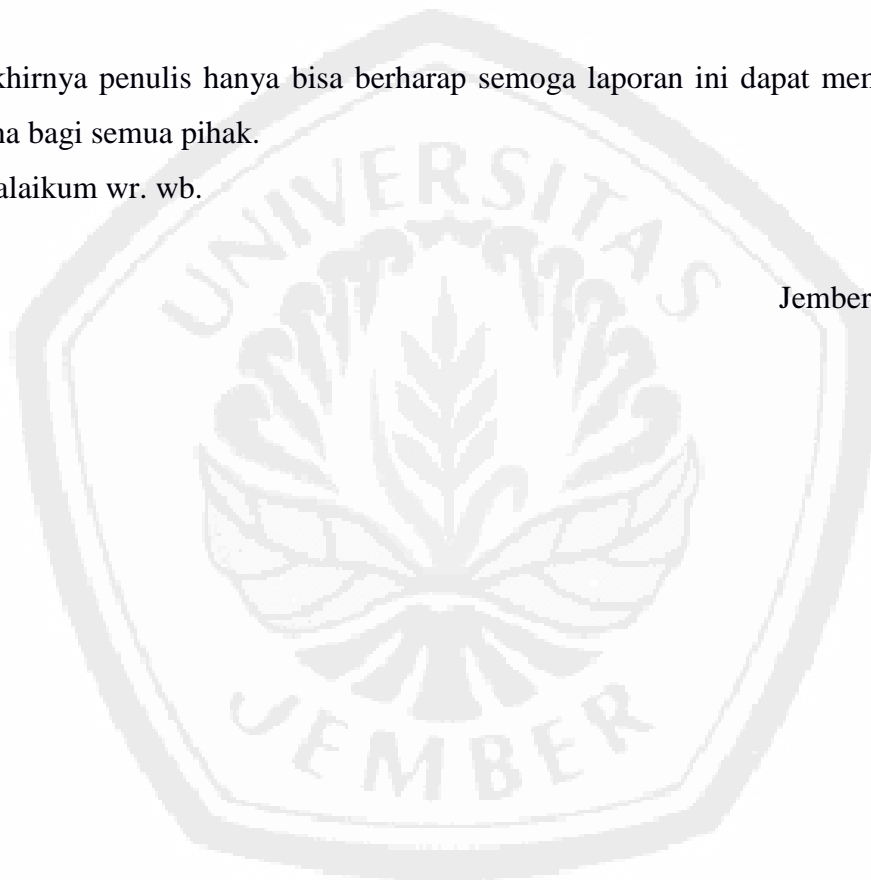 khirnya penulis hanya bisa berharap semoga laporan ini dapat mem
na bagi semua pihak.
alaikum wr. wb.
UNIVERSITAS
Jember
JEMBER